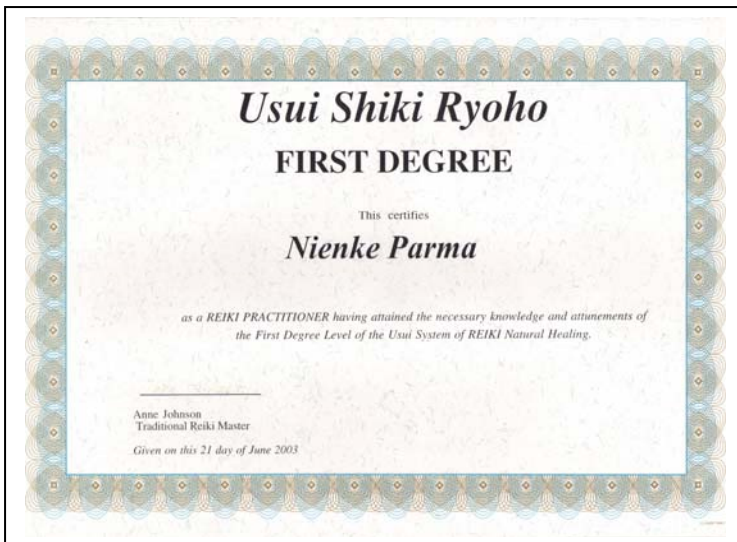 Usui Shiki Ryoho
FIRST DEGREE
This certifies
Nienke Parma
as a REIKI PRACTITIONER having attained the necessary knowledge and attunements of
the First Degree Level of the Usui System of REIKI Natural Healing.
Anne Johnson
Traditional Reiki Master
Given on this 21 day of June 2003